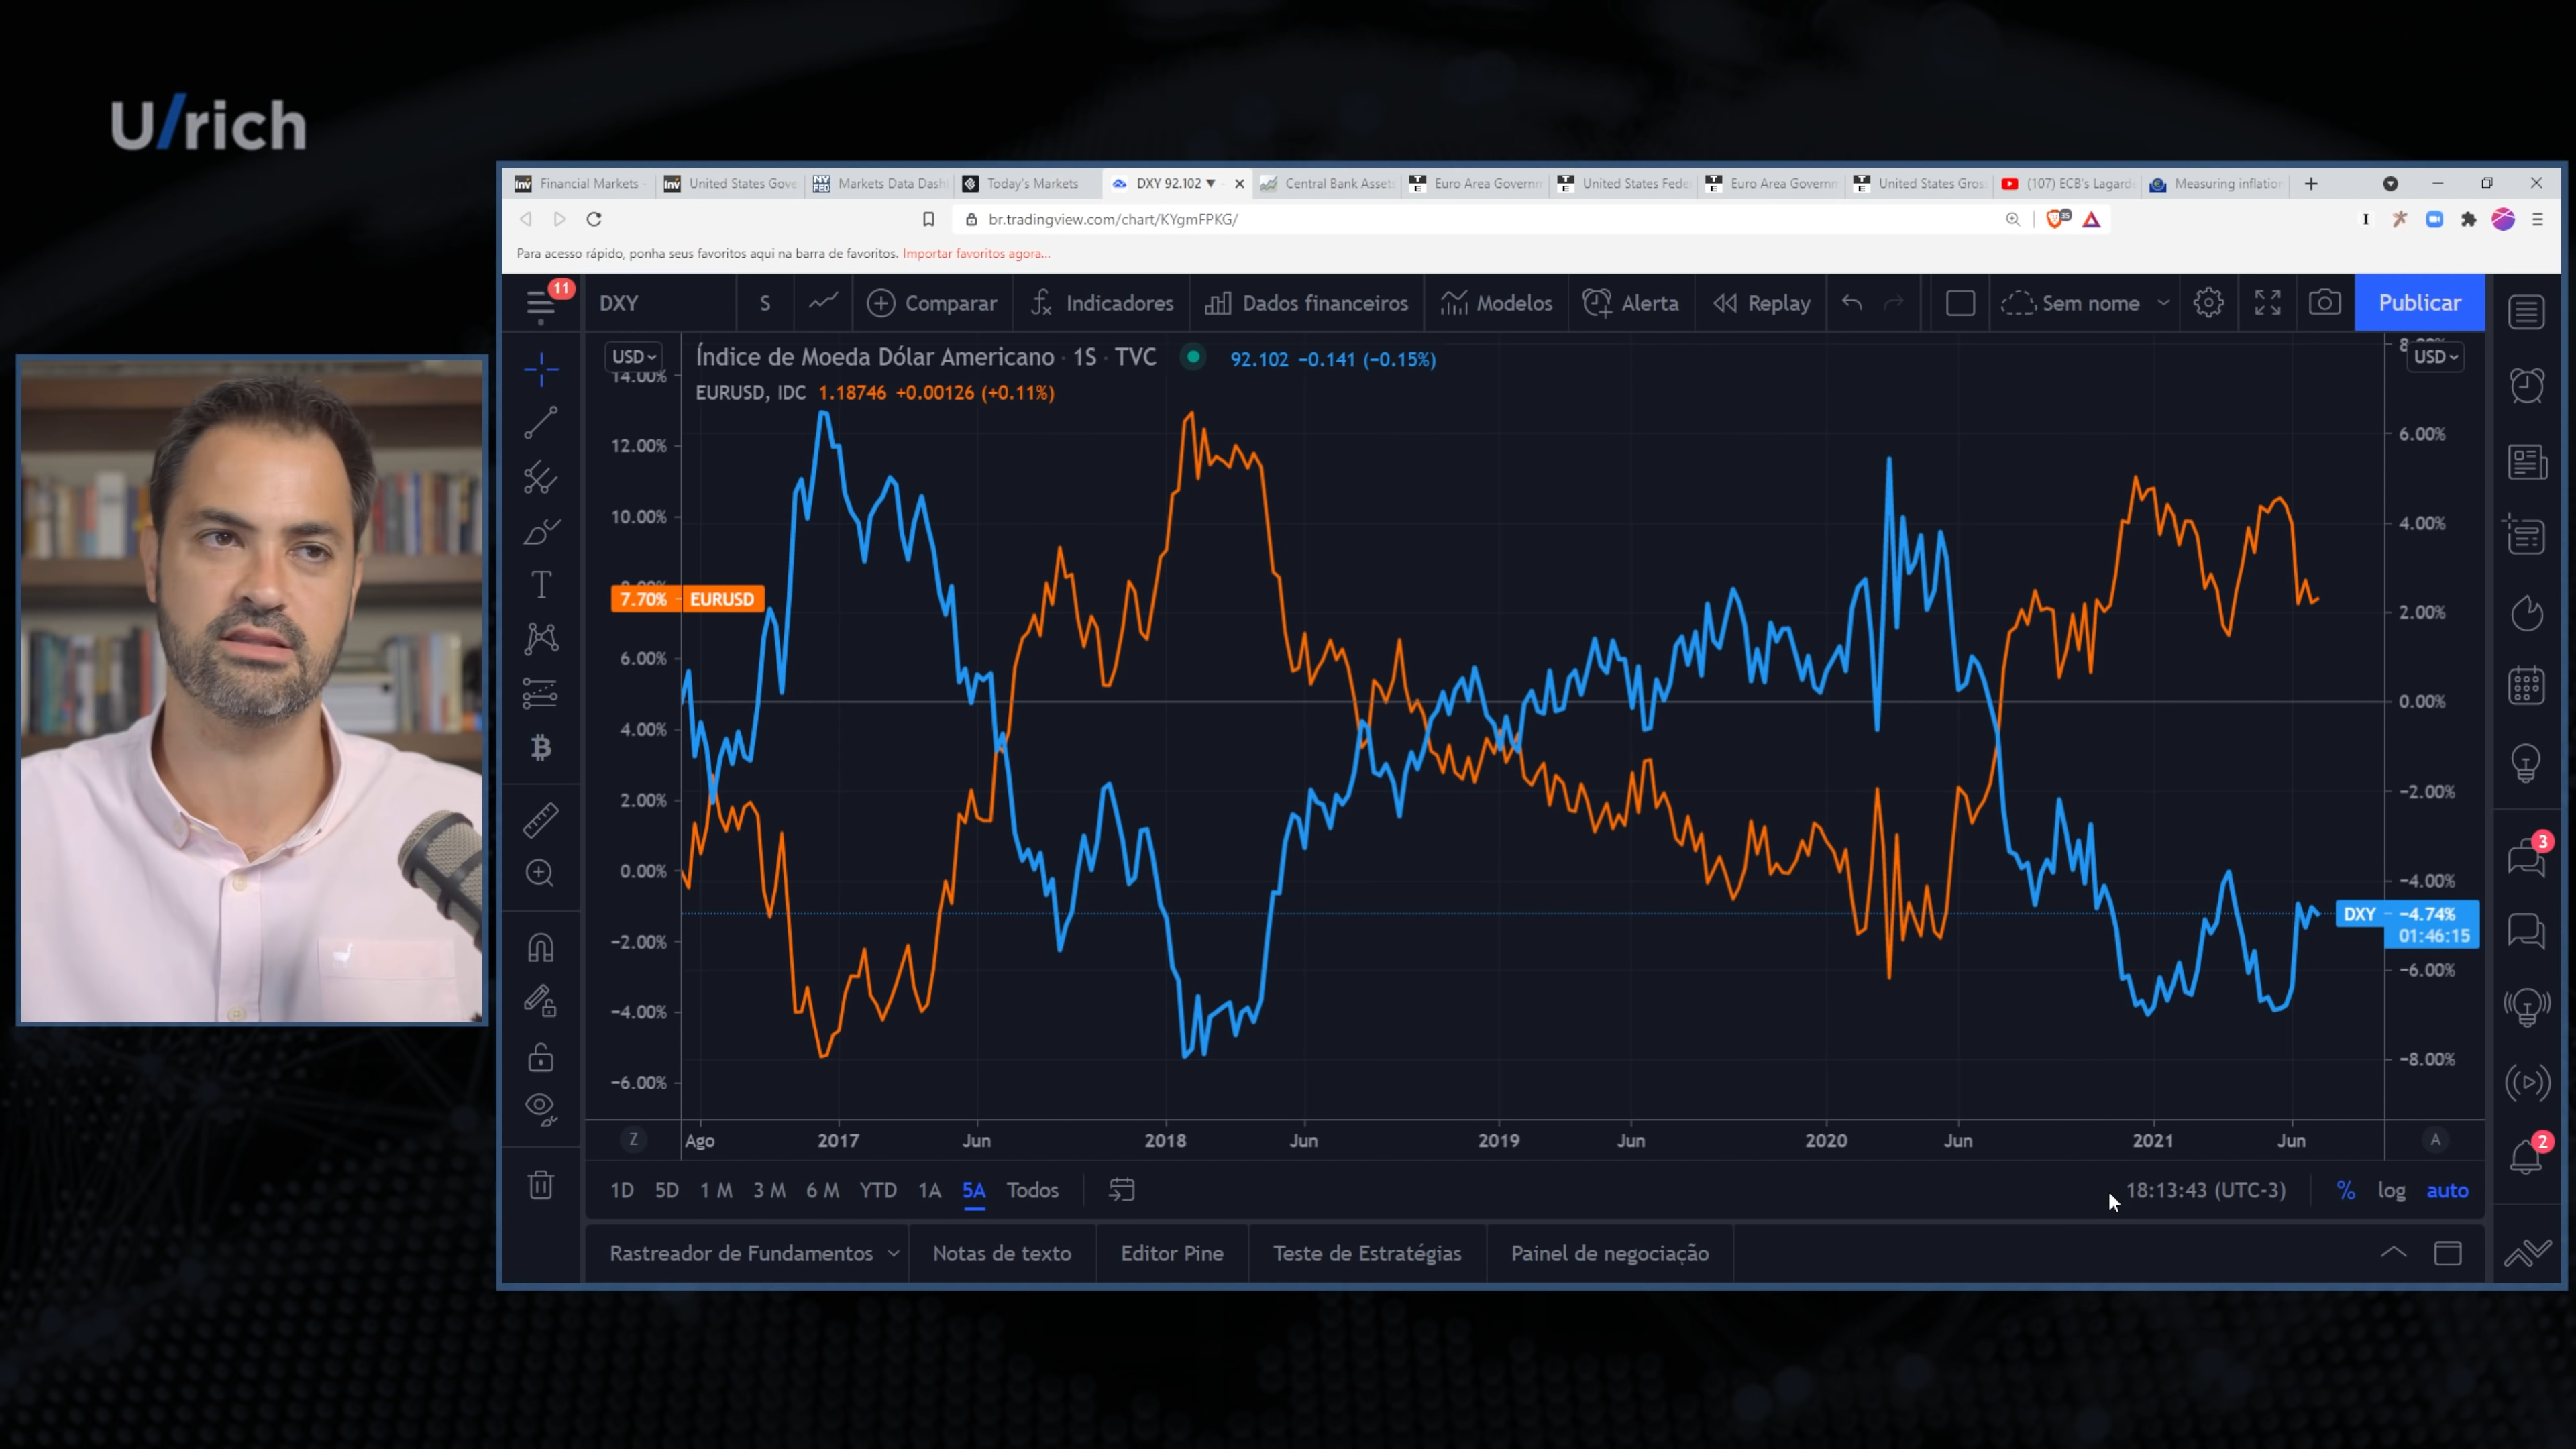 U/rich
Financial Markets
United States Gove
Markets Data Dash
Today's Markets
DXY 92.102 ▼
Central Bank Assets
Euro Area Governm
United States Fede
Euro Area Governm
United States Gros
(107) ECB's Lagard
Measuring inflation
br.tradingview.com/chart/KYgmFPKG/
35
Para acesso rápido, ponha seus favoritos aqui na barra de favoritos. Importar favoritos agora...
11
DXY
S
Comparar
Indicadores
Dados financeiros
Modelos
Alerta
Replay
Sem nome
Publicar
USD
Índice de Moeda Dólar Americano · 1S · TVC
92.102 −0.141 (−0.15%)
USD
EURUSD, IDC 1.18746 +0.00126 (+0.11%)
14.00%
12.00%
10.00%
8.00%
7.70% EURUSD
6.00%
4.00%
2.00%
0.00%
−2.00%
−4.00%
−6.00%
8.00%
6.00%
4.00%
2.00%
0.00%
−2.00%
−4.00%
DXY −4.74%
01:46:15
−6.00%
−8.00%
3
2
Z
Ago
2017
Jun
2018
Jun
2019
Jun
2020
Jun
2021
Jun
A
1D 5D 1 M 3 M 6 M YTD 1A 5A Todos
18:13:43 (UTC-3)
% log auto
Rastreador de Fundamentos
Notas de texto
Editor Pine
Teste de Estratégias
Painel de negociação